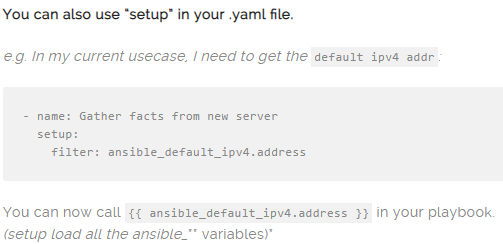 You can also use "setup" in your .yaml file.
e.g. In my current usecase, I need to get the default ipv4 addr:
- name: Gather facts from new server
  setup:
    filter: ansible_default_ipv4.address
You can now call {{ ansible_default_ipv4.address }} in your playbook.
(setup load all the ansible_** variables)*